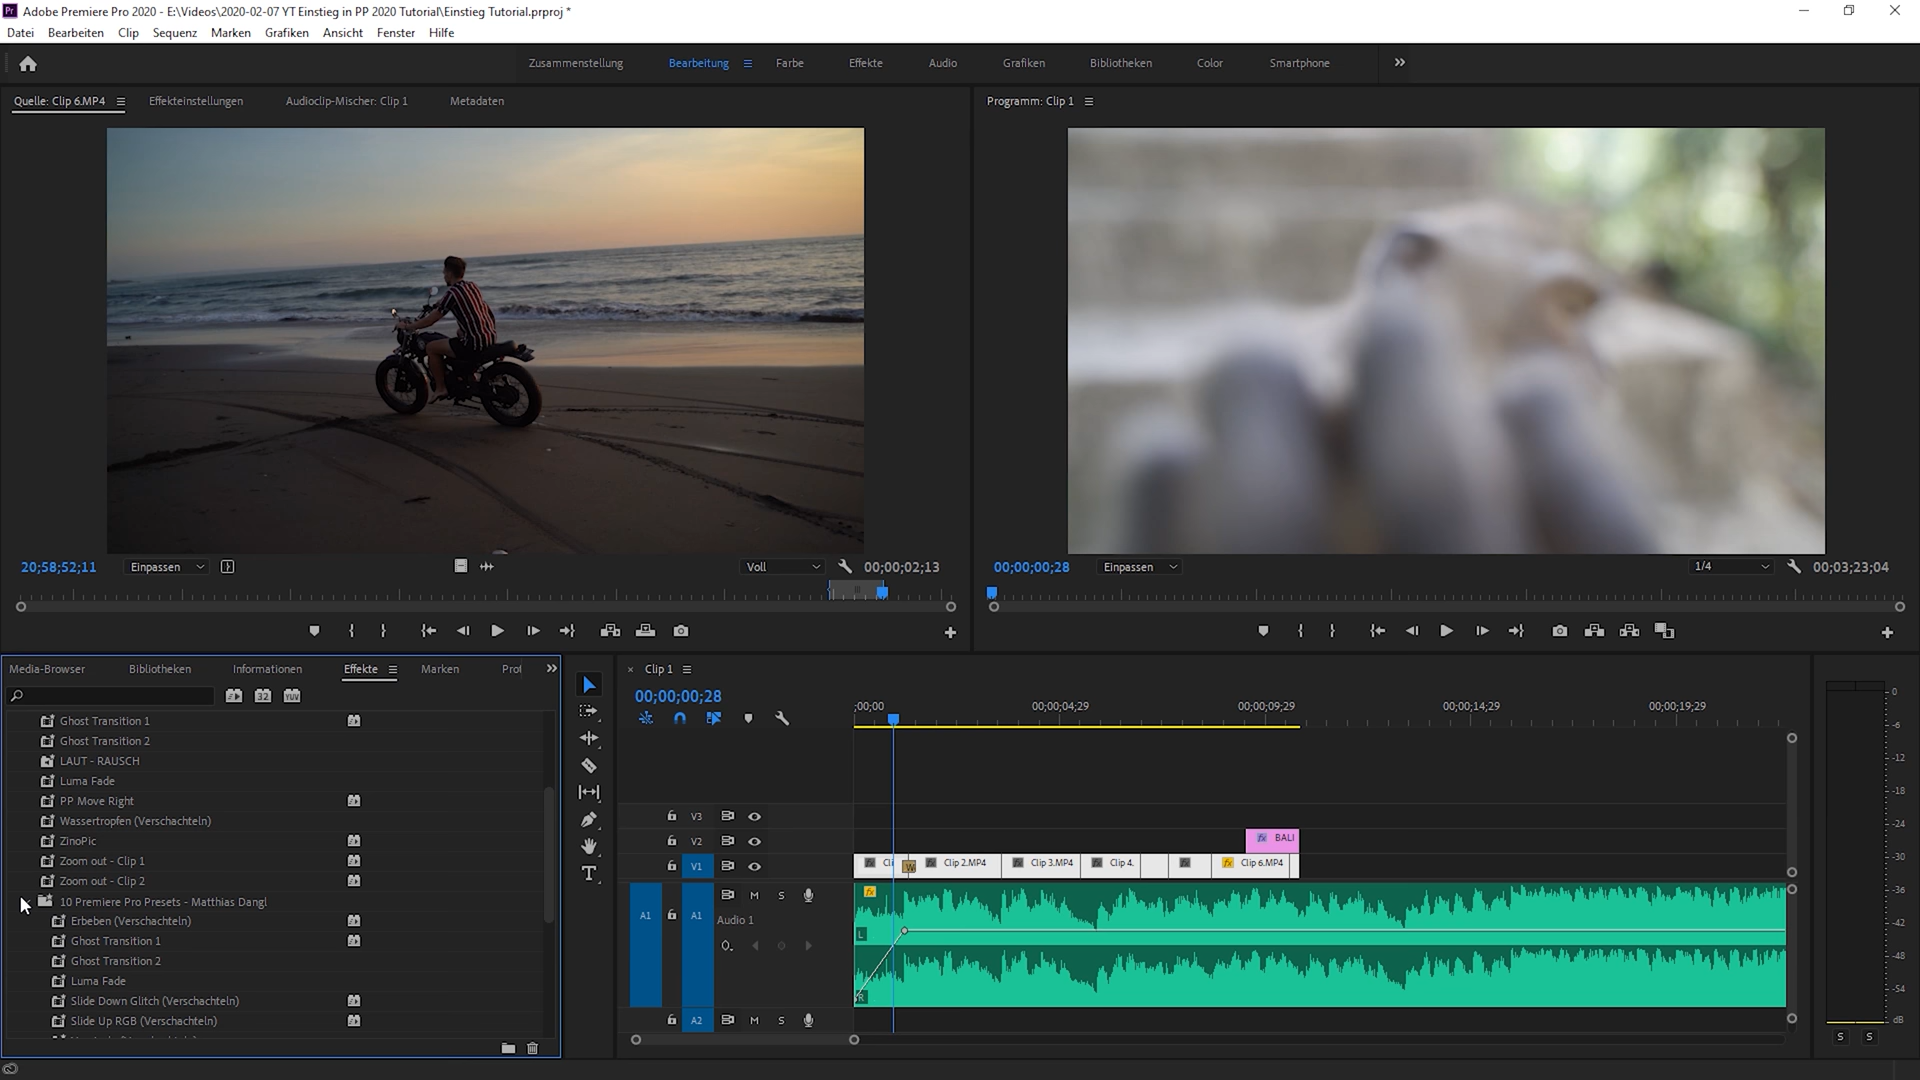 Adobe Premiere Pro 2020 - E:\Videos\2020-02-07 YT Einstieg in PP 2020 Tutorial\Einstieg Tutorial.prproj *
Datei Bearbeiten Clip Sequenz Marken Grafiken Ansicht Fenster Hilfe
Zusammenstellung Bearbeitung Farbe Effekte Audio Grafiken Bibliotheken Color Smartphone
Quelle: Clip 6.MP4 Effekteinstellungen Audioclip-Mischer: Clip 1 Metadaten
Programm: Clip 1
20;58;52;11 Einpassen Voll 00;00;02;13
00;00;00;28 Einpassen 1/4 00;03;23;04
Media-Browser Bibliotheken Informationen Effekte Marken Prot
Ghost Transition 1
Ghost Transition 2
LAUT - RAUSCH
Luma Fade
PP Move Right
Wassertropfen (Verschachteln)
ZinoPic
Zoom out - Clip 1
Zoom out - Clip 2
10 Premiere Pro Presets - Matthias Dangl
Erbeben (Verschachteln)
Ghost Transition 1
Ghost Transition 2
Luma Fade
Slide Down Glitch (Verschachteln)
Slide Up RGB (Verschachteln)
Clip 1
00;00;00;28
;00;00 00;00;04;29 00;00;09;29 00;00;14;29 00;00;19;29
V3
V2 fx BALI
V1 fx Cli fx Clip 2.MP4 fx Clip 3.MP4 fx Clip 4. fx fx Clip 6.MP4
A1 A1 M S
Audio 1
L
R
A2 M S
0
-6
-12
-18
-24
-30
-36
-42
-48
-54
dB
S S